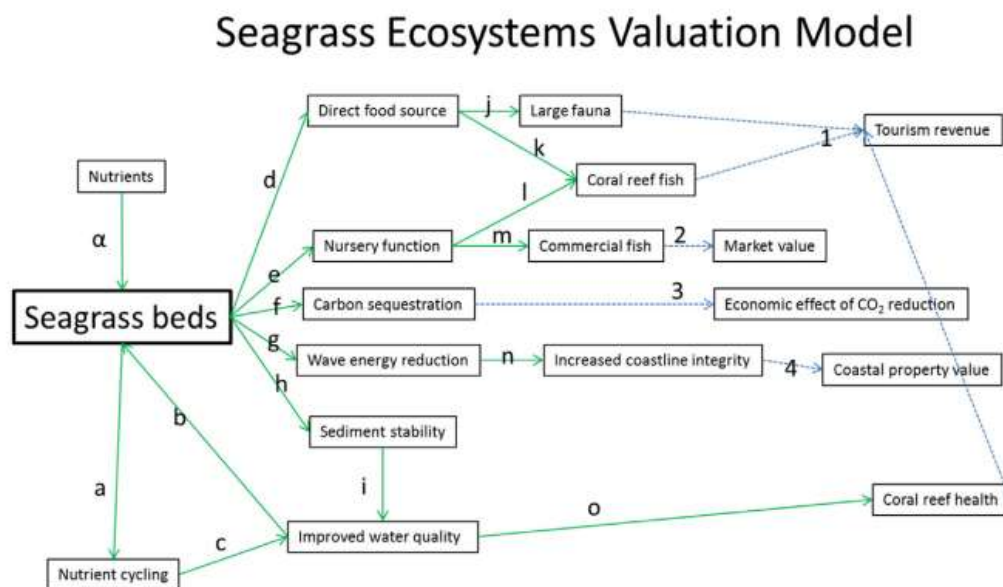 Seagrass Ecosystems Valuation Model
Direct food source
j
Large fauna
1
Tourism revenue
k
Nutrients
d
Coral reef fish
l
α
Nursery function
m
Commercial fish
2
Market value
e
Seagrass beds
f
Carbon sequestration
3
Economic effect of CO₂ reduction
g
Wave energy reduction
n
Increased coastline integrity
4
Coastal property value
h
b
Sediment stability
a
i
Coral reef health
o
c
Improved water quality
Nutrient cycling